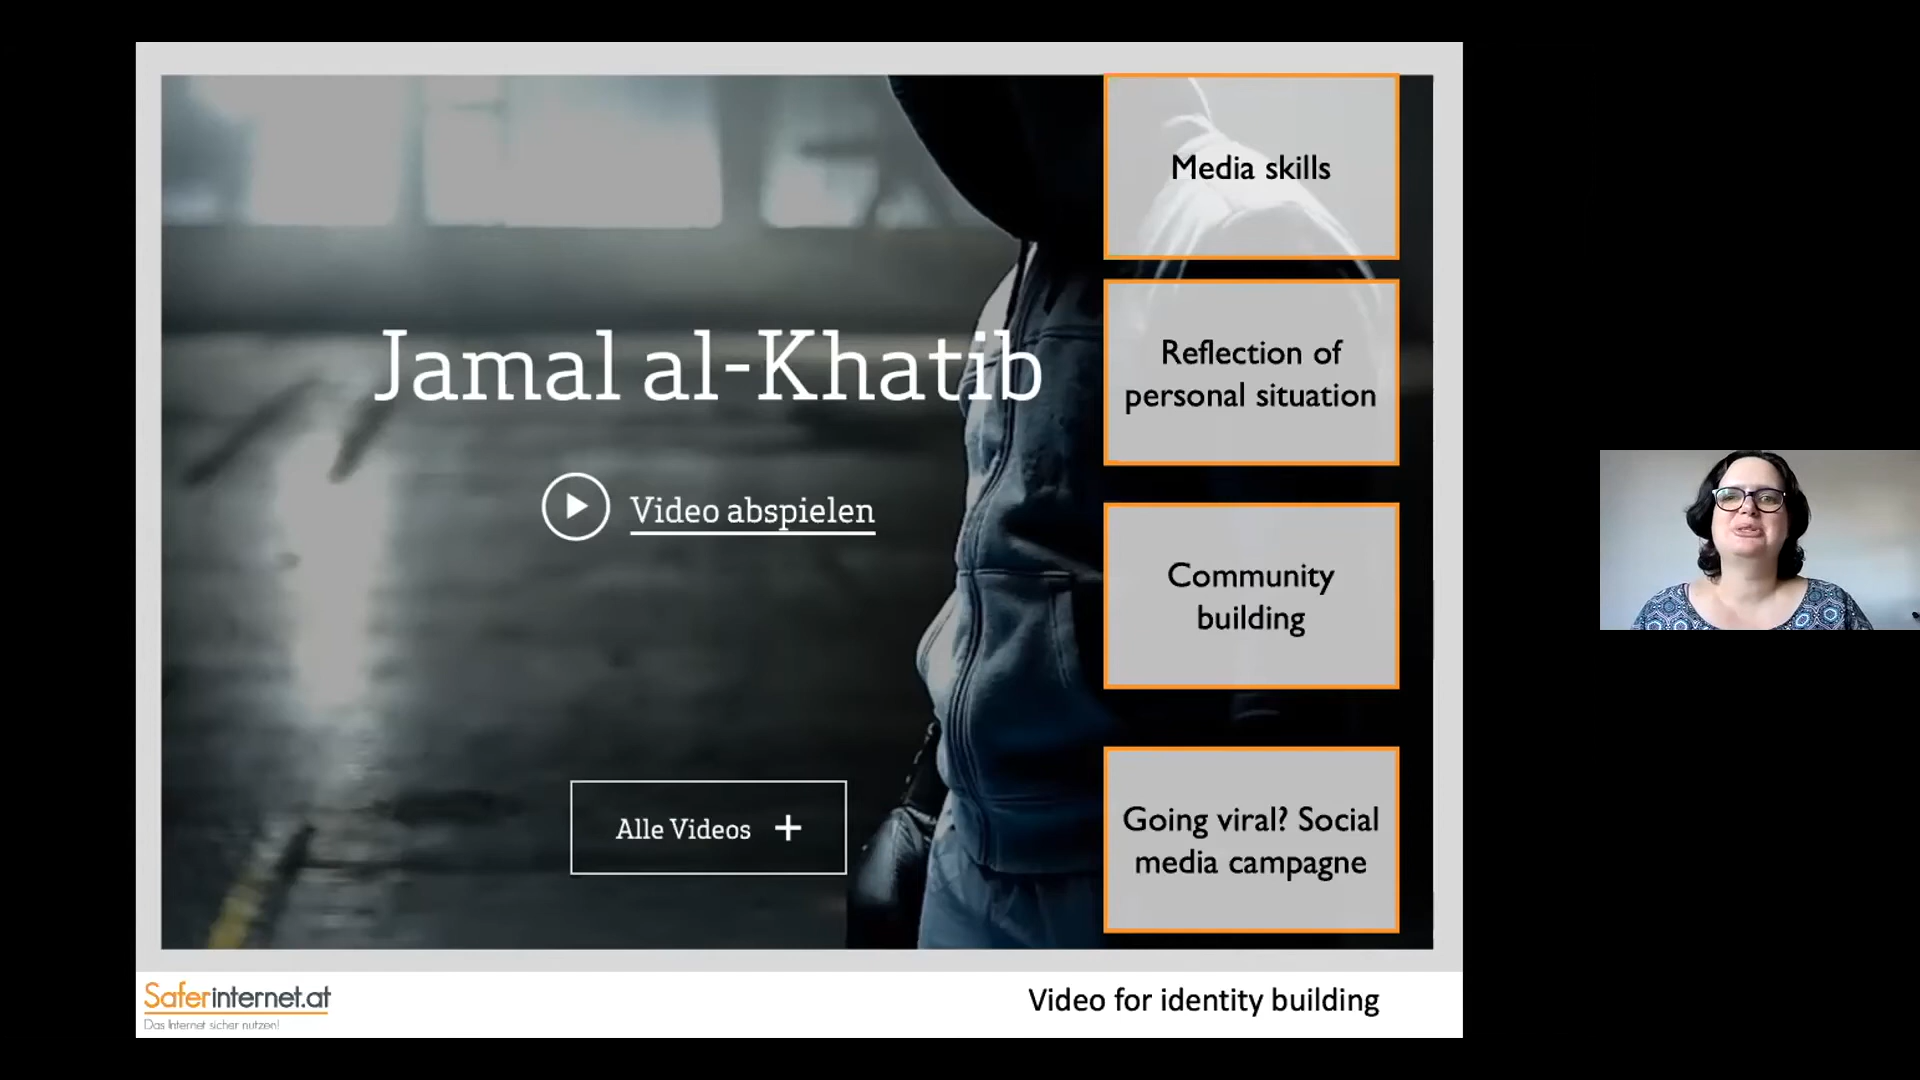 Jamal al-Khatib
Video abspielen
Alle Videos +
Media skills
Reflection of
personal situation
Community
building
Going viral? Social
media campagne
Saferinternet.at
Das Internet sicher nutzen!
Video for identity building